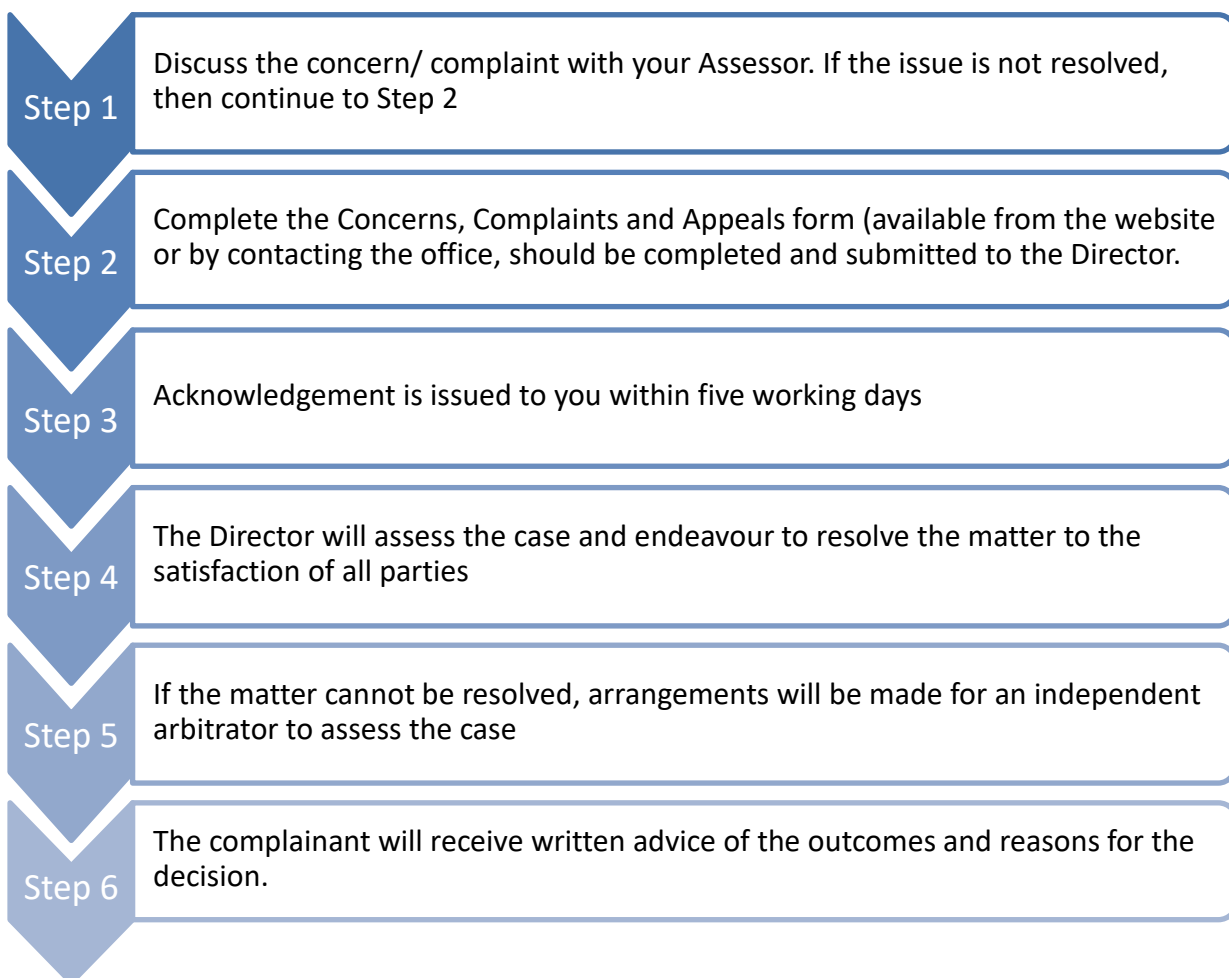 Step 1
Discuss the concern/ complaint with your Assessor. If the issue is not resolved,
then continue to Step 2
Step 2
Complete the Concerns, Complaints and Appeals form (available from the website
or by contacting the office, should be completed and submitted to the Director.
Step 3
Acknowledgement is issued to you within five working days
Step 4
The Director will assess the case and endeavour to resolve the matter to the
satisfaction of all parties
Step 5
If the matter cannot be resolved, arrangements will be made for an independent
arbitrator to assess the case
Step 6
The complainant will receive written advice of the outcomes and reasons for the
decision.